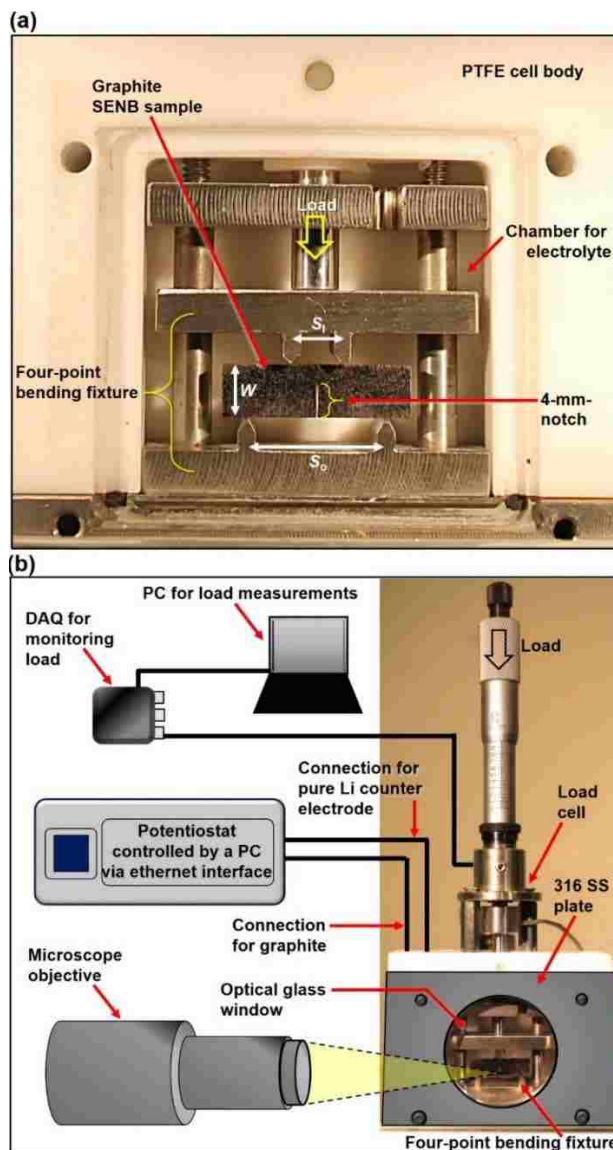 (a)
Graphite
SENB sample
PTFE cell body
Load
Chamber for
electrolyte
Sᵢ
Four-point
bending fixture
W
4-mm-
notch
Sₒ
(b)
PC for load measurements
DAQ for
monitoring
load
Load
Connection for
pure Li counter
electrode
Load
cell
Potentiostat
controlled by a PC
via ethernet interface
316 SS
plate
Connection
for graphite
Microscope
objective
Optical glass
window
Four-point bending fixture